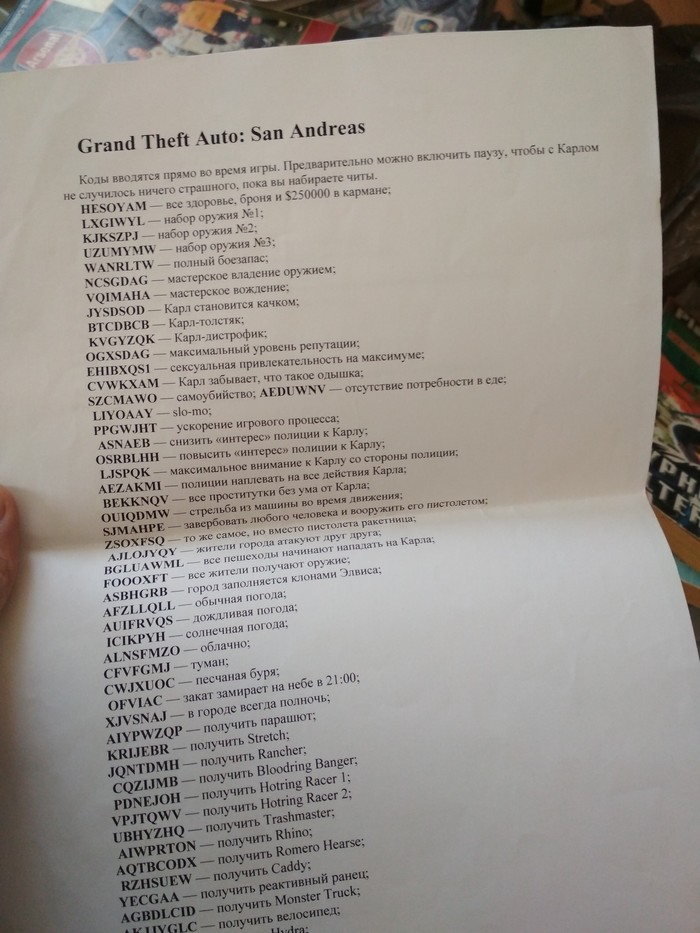 Arsenal
Grand Theft Auto: San Andreas
Коды вводятся прямо во время игры. Предварительно можно включить паузу, чтобы с Карлом
не случилось ничего страшного, пока вы набираете читы.
HESOYAM — все здоровье, броня и $250000 в кармане;
LXGIWYL — набор оружия №1;
KJKSZPJ — набор оружия №2;
UZUMYMW — набор оружия №3;
WANRLTW — полный боезапас;
NCSGDAG — мастерское владение оружием;
VQIMAHA — мастерское вождение;
JYSDSOD — Карл становится качком;
BTCDBCB — Карл-толстяк;
KVGYZQK — Карл-дистрофик;
OGXSDAG — максимальный уровень репутации;
EHIBXQS1 — сексуальная привлекательность на максимуме;
CVWKXAM — Карл забывает, что такое одышка;
SZCMAWO — самоубийство; AEDUWNV — отсутствие потребности в еде;
LIYOAAY — slo-mo;
PPGWJHT — ускорение игрового процесса;
ASNAEB — снизить «интерес» полиции к Карлу;
OSRBLHH — повысить «интерес» полиции к Карлу;
LJSPQK — максимальное внимание к Карлу со стороны полиции;
AEZAKMI — полиции наплевать на все действия Карла;
BEKKNQV — все проститутки без ума от Карла;
OUIQDMW — стрельба из машины во время движения;
SJMAHPE — завербовать любого человека и вооружить его пистолетом;
ZSOXFSQ — то же самое, но вместо пистолета ракетница;
AJLOJYQY — жители города атакуют друг друга;
BGLUAWML — все пешеходы начинают нападать на Карла;
FOOOXFT — все жители получают оружие;
ASBHGRB — город заполняется клонами Элвиса;
AFZLLQLL — обычная погода;
AUIFRVQS — дождливая погода;
ICIKPYH — солнечная погода;
ALNSFMZO — облачно;
CFVFGMJ — туман;
CWJXUOC — песчаная буря;
OFVIAC — закат замирает на небе в 21:00;
XJVSNAJ — в городе всегда полночь;
AIYPWZQP — получить парашют;
KRIJEBR — получить Stretch;
JQNTDMH — получить Rancher;
CQZIJMB — получить Bloodring Banger;
PDNEJOH — получить Hotring Racer 1;
VPJTQWV — получить Hotring Racer 2;
UBHYZHQ — получить Trashmaster;
AIWPRTON — получить Rhino;
AQTBCODX — получить Romero Hearse;
RZHSUEW — получить Caddy;
YECGAA — получить реактивный ранец;
AGBDLCID — получить Monster Truck;
AKJJYGLC — получить велосипед;
Hydra;